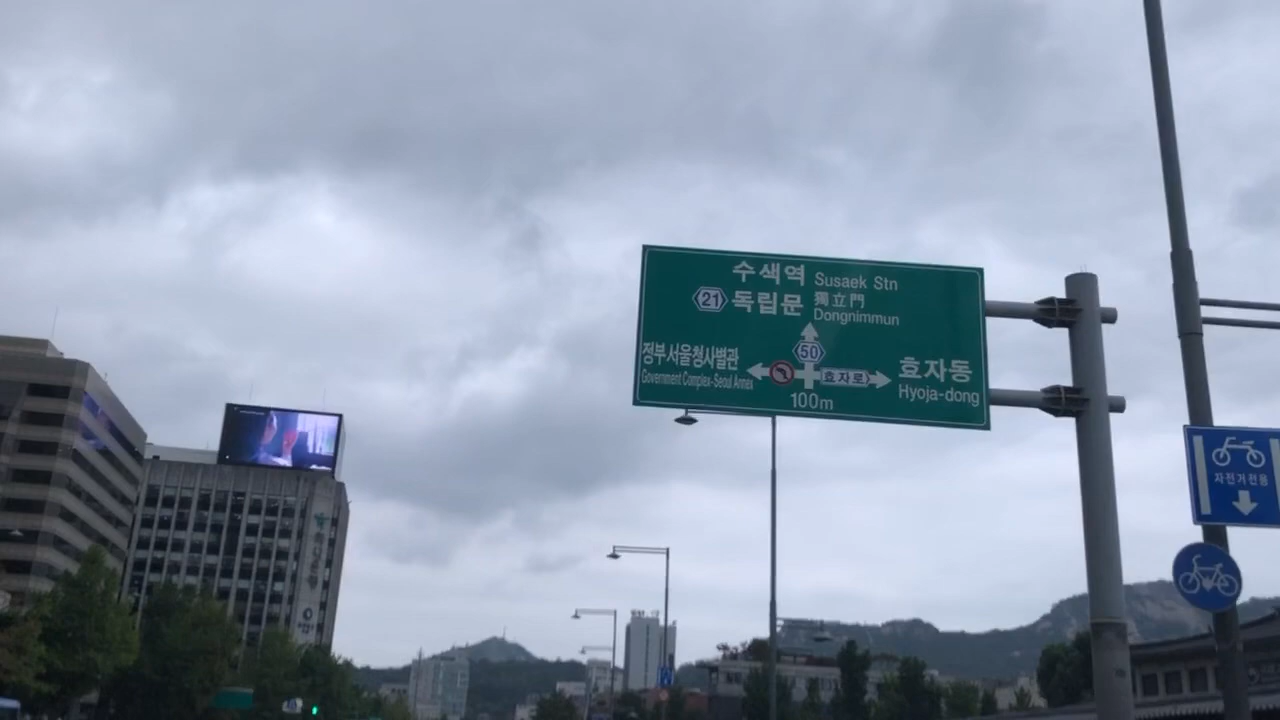 수색역 Susaek Stn
21 독립문 獨立門
Dongnimmun
50
정부서울청사별관
Government Complex-Seoul Annex
효자로
효자동
Hyoja-dong
100m
자전거전용